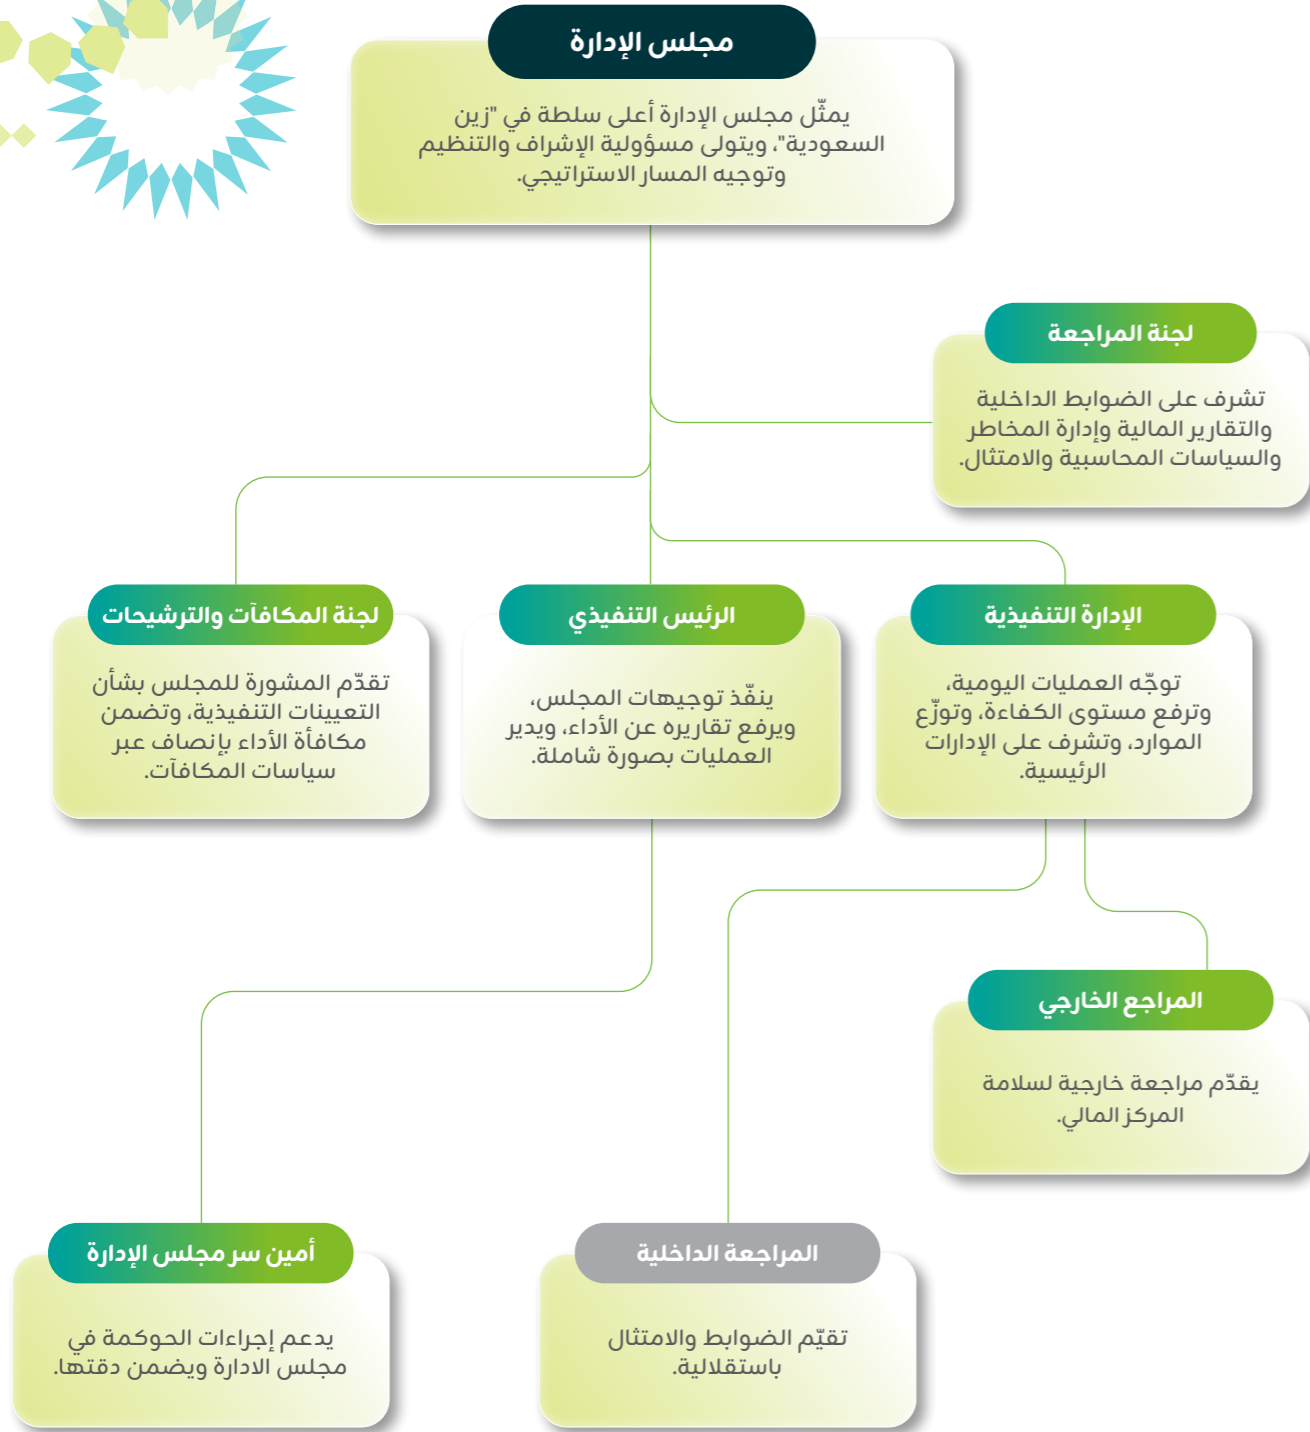 مجلس الإدارة
يمثّل مجلس الإدارة أعلى سلطة في "زين
السعودية"، ويتولى مسؤولية الإشراف والتنظيم
وتوجيه المسار الاستراتيجي.
لجنة المراجعة
تشرف على الضوابط الداخلية
والتقارير المالية وإدارة المخاطر
والسياسات المحاسبية والامتثال.
الإدارة التنفيذية
توجّه العمليات اليومية،
وترفع مستوى الكفاءة، وتوزّع
الموارد، وتشرف على الإدارات
الرئيسية.
الرئيس التنفيذي
ينفّذ توجيهات المجلس،
ويرفع تقاريره عن الأداء، ويدير
العمليات بصورة شاملة.
لجنة المكافآت والترشيحات
تقدّم المشورة للمجلس بشأن
التعيينات التنفيذية، وتضمن
مكافأة الأداء بإنصاف عبر
سياسات المكافآت.
المراجع الخارجي
يقدّم مراجعة خارجية لسلامة
المركز المالي.
المراجعة الداخلية
تقيّم الضوابط والامتثال
باستقلالية.
أمين سر مجلس الإدارة
يدعم إجراءات الحوكمة في
مجلس الادارة ويضمن دقتها.